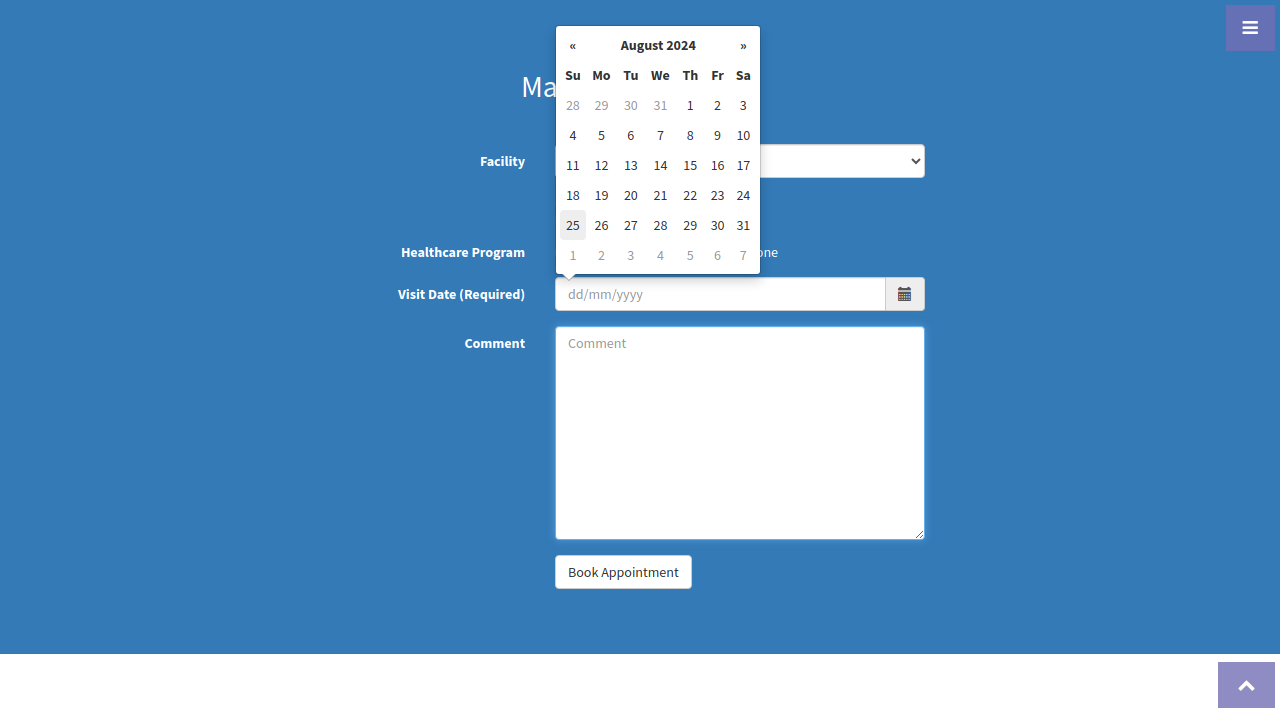 « August 2024 »
Su Mo Tu We Th Fr Sa
28 29 30 31 1 2 3
4 5 6 7 8 9 10
11 12 13 14 15 16 17
18 19 20 21 22 23 24
25 26 27 28 29 30 31
1 2 3 4 5 6 7
Ma
Facility
Healthcare Program
Visit Date (Required)
dd/mm/yyyy
Comment
Comment
Book Appointment